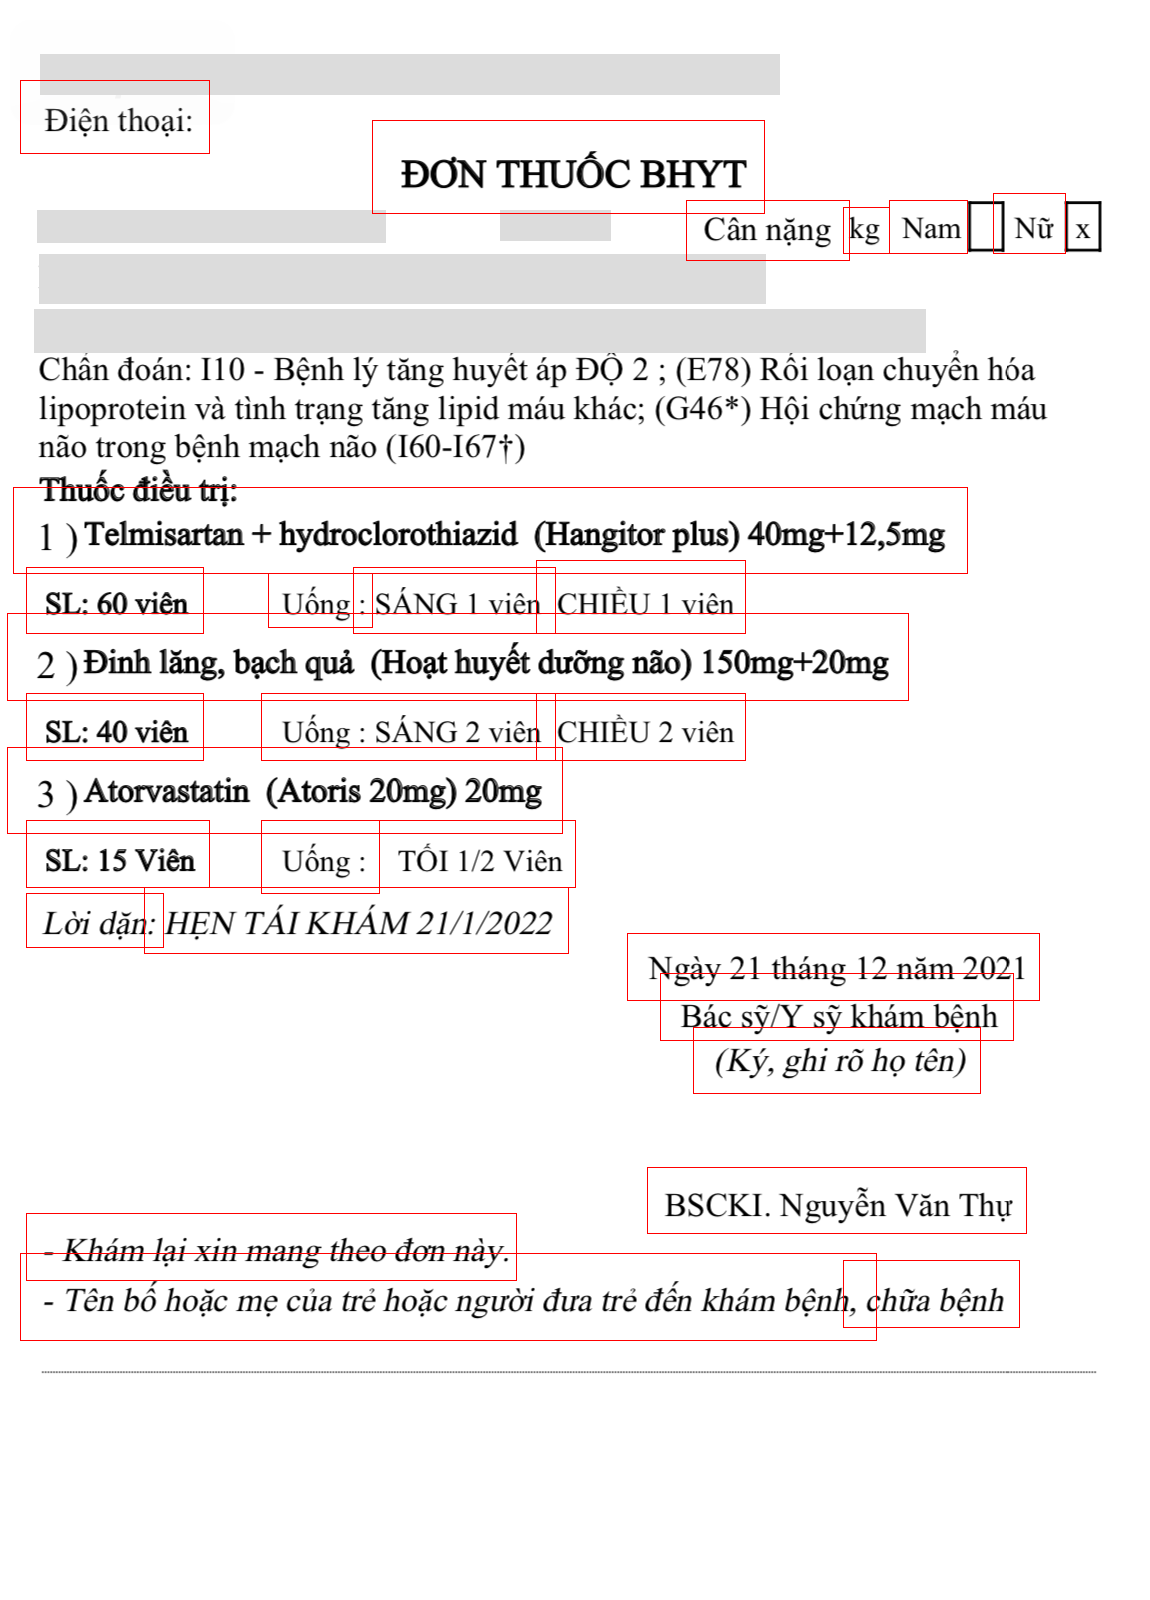 Điện thoại:
ĐƠN THUỐC BHYT
Cân nặng kg Nam Nữ x
Chẩn đoán: I10 - Bệnh lý tăng huyết áp ĐỘ 2 ; (E78) Rối loạn chuyển hóa
lipoprotein và tình trạng tăng lipid máu khác; (G46*) Hội chứng mạch máu
não trong bệnh mạch não (I60-I67†)
Thuốc điều trị:
1 ) Telmisartan + hydroclorothiazid (Hangitor plus) 40mg+12,5mg
SL: 60 viên Uống : SÁNG 1 viên CHIỀU 1 viên
2 ) Đinh lăng, bạch quả (Hoạt huyết dưỡng não) 150mg+20mg
SL: 40 viên Uống : SÁNG 2 viên CHIỀU 2 viên
3 ) Atorvastatin (Atoris 20mg) 20mg
SL: 15 Viên Uống : TỐI 1/2 Viên
Lời dặn: HẸN TÁI KHÁM 21/1/2022
Ngày 21 tháng 12 năm 2021
Bác sỹ/Y sỹ khám bệnh
(Ký, ghi rõ họ tên)
BSCKI. Nguyễn Văn Thự
- Khám lại xin mang theo đơn này.
- Tên bố hoặc mẹ của trẻ hoặc người đưa trẻ đến khám bệnh, chữa bệnh